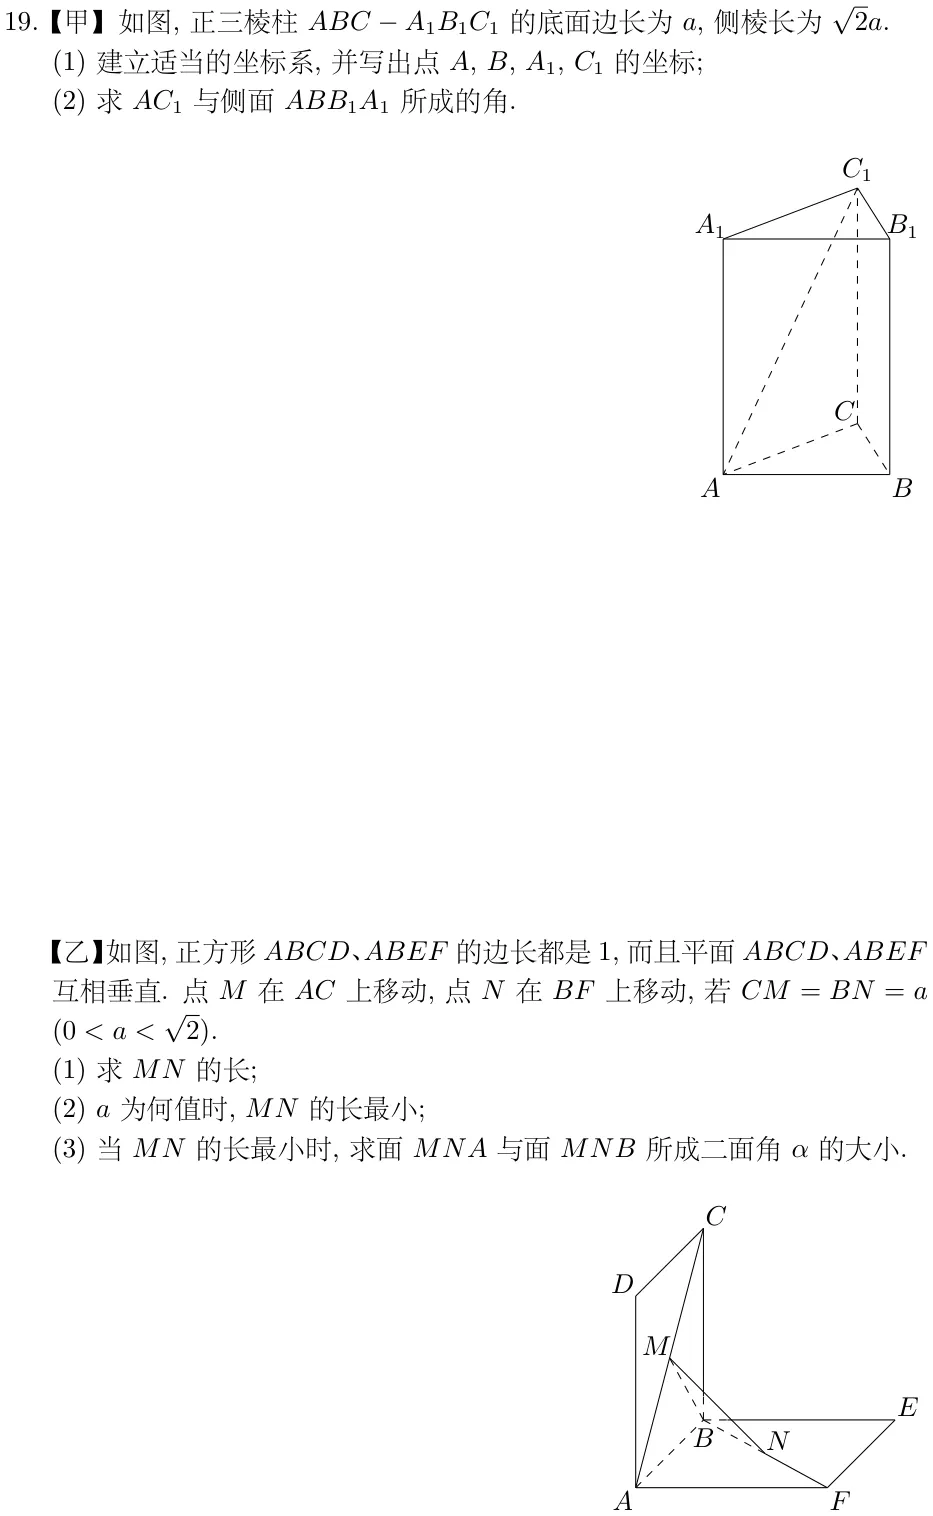 19.【甲】如图, 正三棱柱 ABC − A₁B₁C₁ 的底面边长为 a, 侧棱长为 √2a.
(1) 建立适当的坐标系, 并写出点 A, B, A₁, C₁ 的坐标;
(2) 求 AC₁ 与侧面 ABB₁A₁ 所成的角.
C₁
A₁
B₁
C
A
B
【乙】如图, 正方形 ABCD、ABEF 的边长都是 1, 而且平面 ABCD、ABEF
互相垂直. 点 M 在 AC 上移动, 点 N 在 BF 上移动, 若 CM = BN = a
(0 < a < √2).
(1) 求 MN 的长;
(2) a 为何值时, MN 的长最小;
(3) 当 MN 的长最小时, 求面 MNA 与面 MNB 所成二面角 α 的大小.
C
D
M
E
B
N
A
F